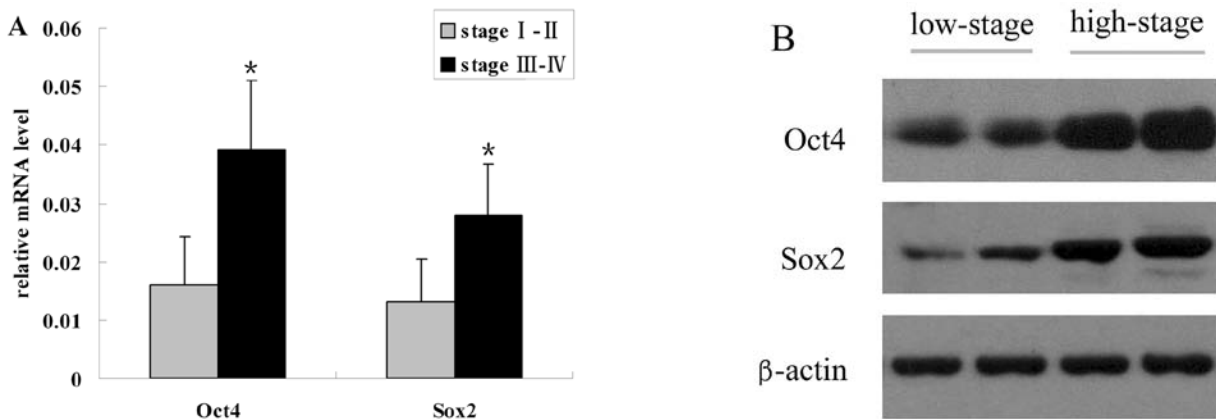 A
0.06
0.05
0.04
0.03
0.02
0.01
0
relative mRNA level
stage I-II
stage III-IV
*
*
Oct4 Sox2
B
low-stage high-stage
Oct4
Sox2
β-actin